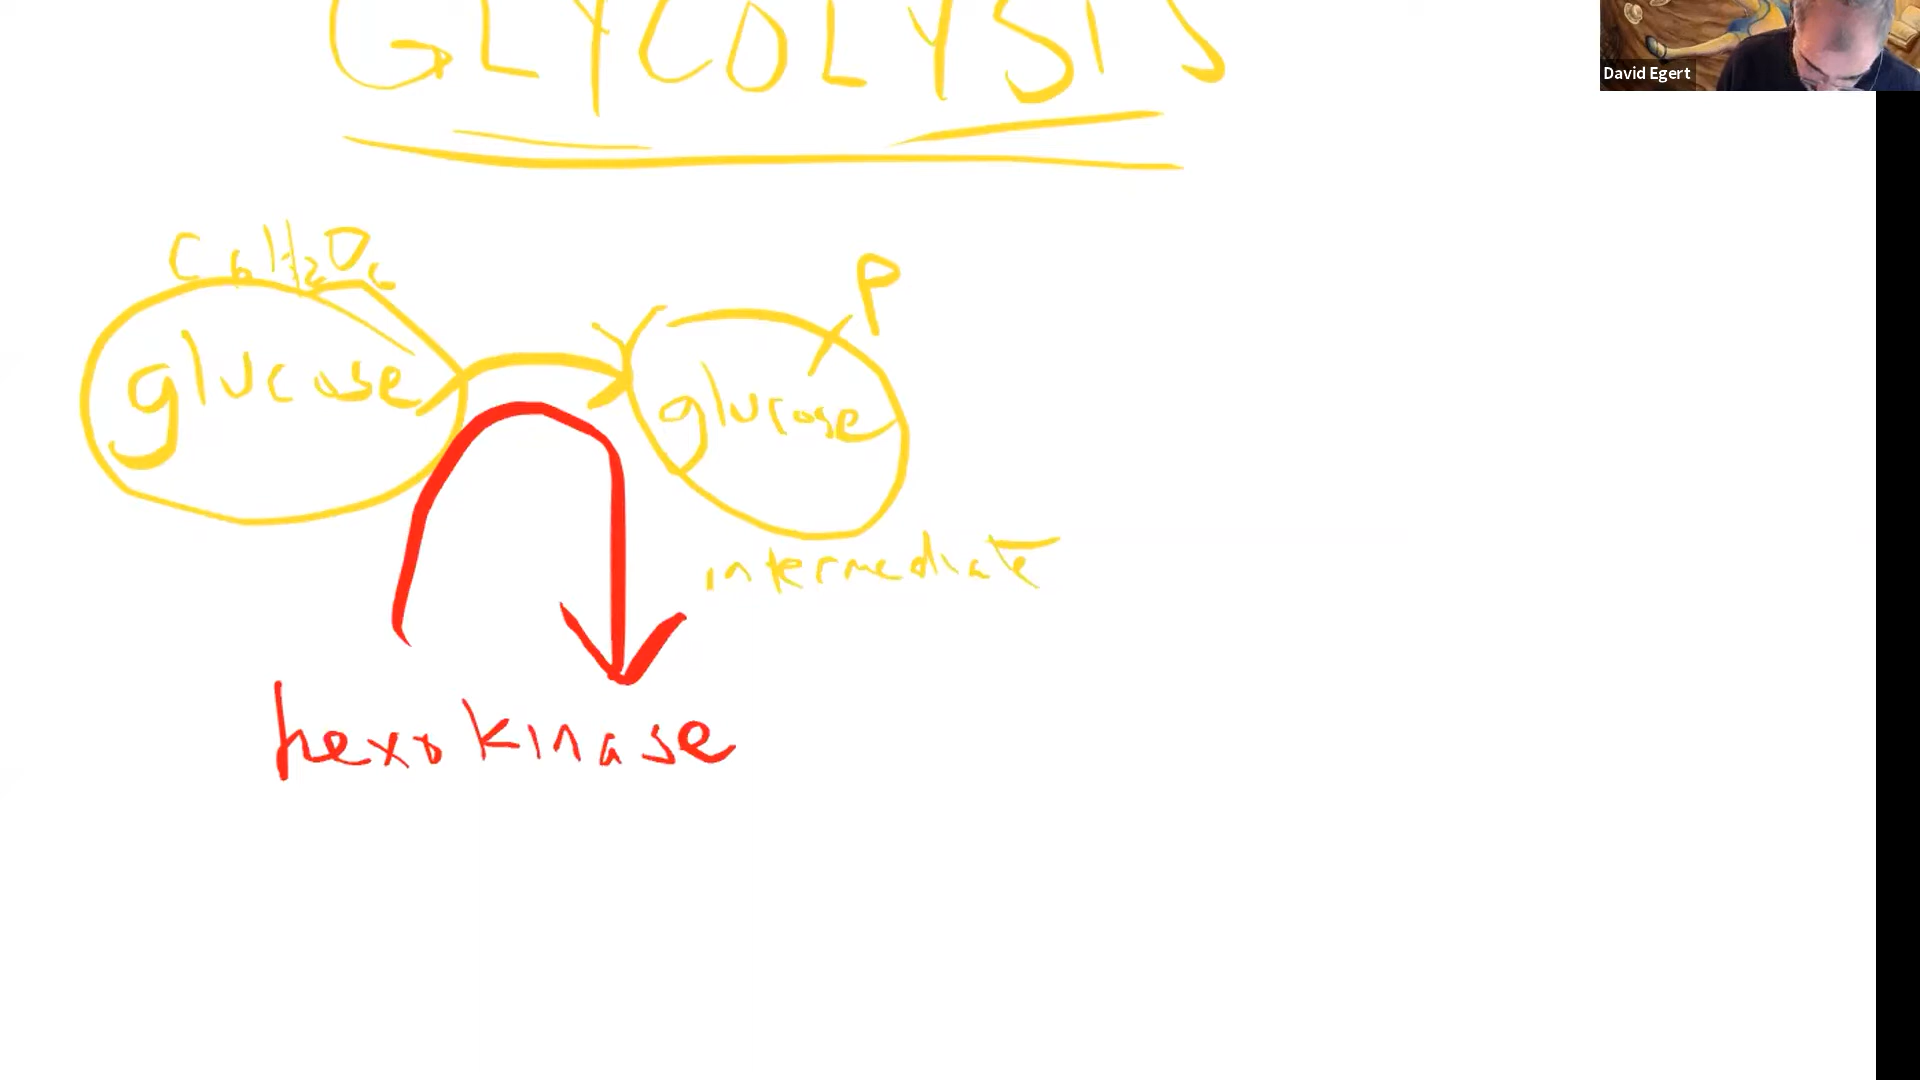 GLYCOLYSIS
David Egert
C6H12O6
P
glucose
glucose
intermediate
hexokinase